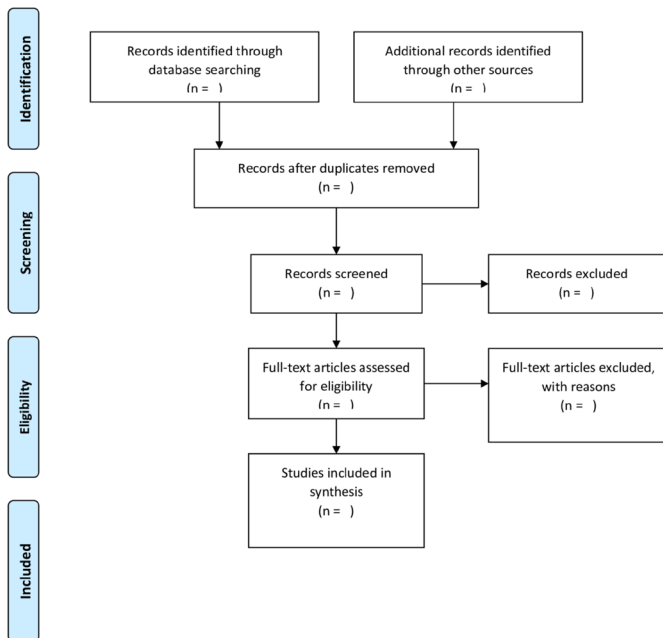 Identification
Records identified through
database searching
(n =   )
Additional records identified
through other sources
(n =   )
Records after duplicates removed
(n =   )
Screening
Records screened
(n =   )
Records excluded
(n =   )
Eligibility
Full-text articles assessed
for eligibility
(n =   )
Full-text articles excluded,
with reasons
(n =   )
Studies included in
synthesis
(n =   )
Included